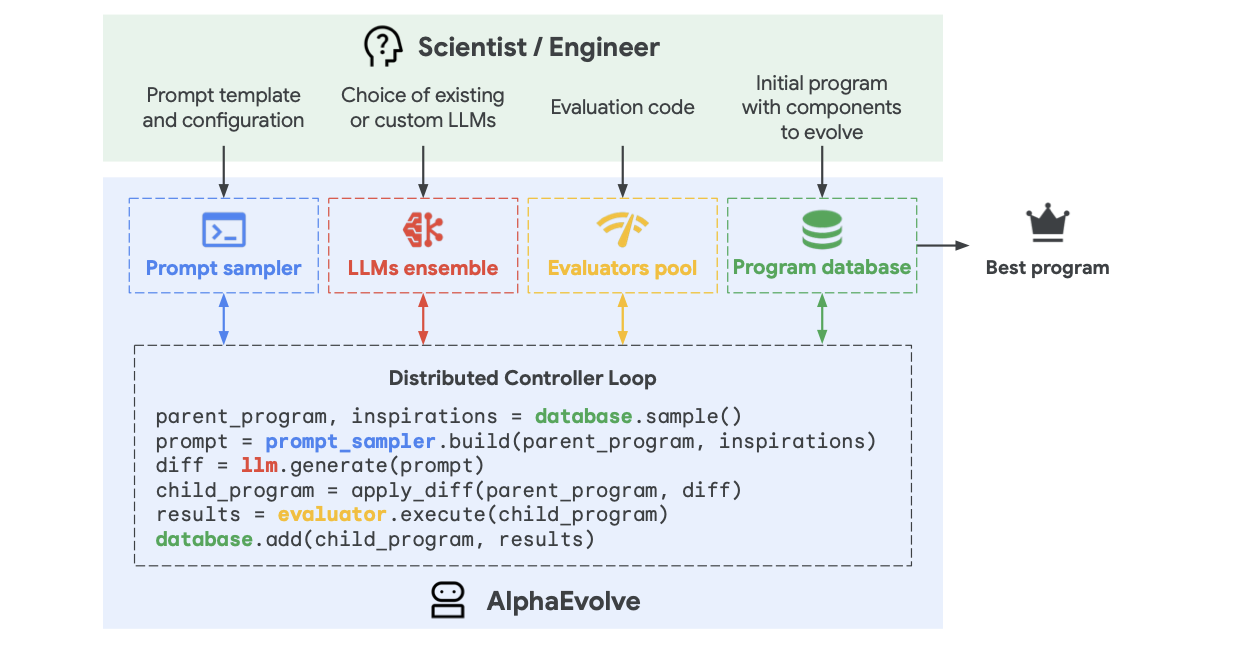 Scientist / Engineer
Prompt template
and configuration
Choice of existing
or custom LLMs
Evaluation code
Initial program
with components
to evolve
Prompt sampler
LLMs ensemble
Evaluators pool
Program database
Best program
Distributed Controller Loop
parent_program, inspirations = database.sample()
prompt = prompt_sampler.build(parent_program, inspirations)
diff = llm.generate(prompt)
child_program = apply_diff(parent_program, diff)
results = evaluator.execute(child_program)
database.add(child_program, results)
AlphaEvolve